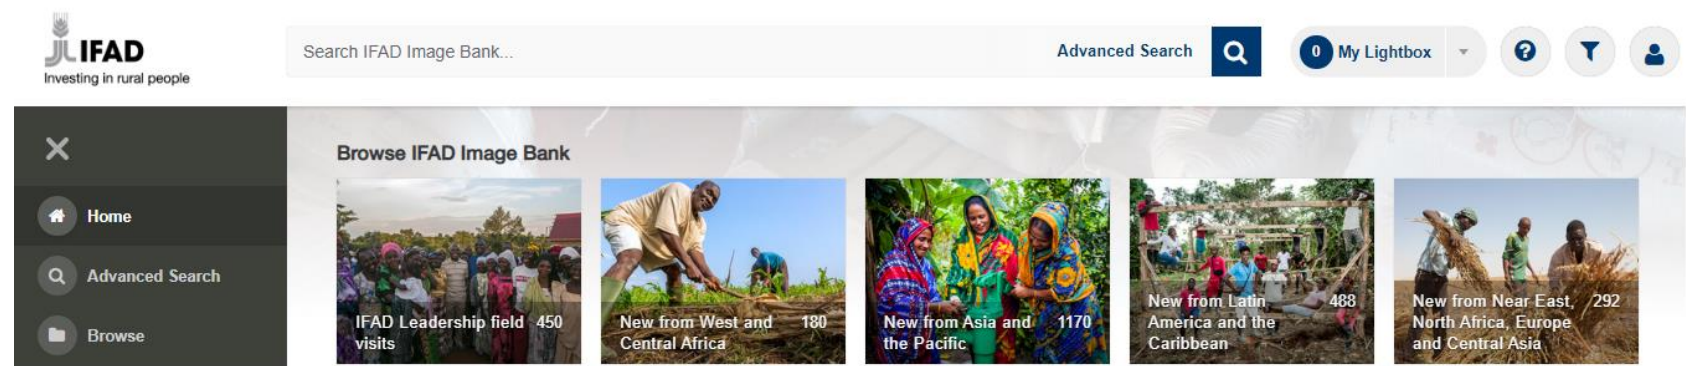 IFAD
Investing in rural people
Search IFAD Image Bank...
Advanced Search
0 My Lightbox
?
Home
Advanced Search
Browse
Browse IFAD Image Bank
IFAD Leadership field 450
visits
New from West and 180
Central Africa
New from Asia and 1170
the Pacific
New from Latin 488
America and the
Caribbean
New from Near East, 292
North Africa, Europe
and Central Asia